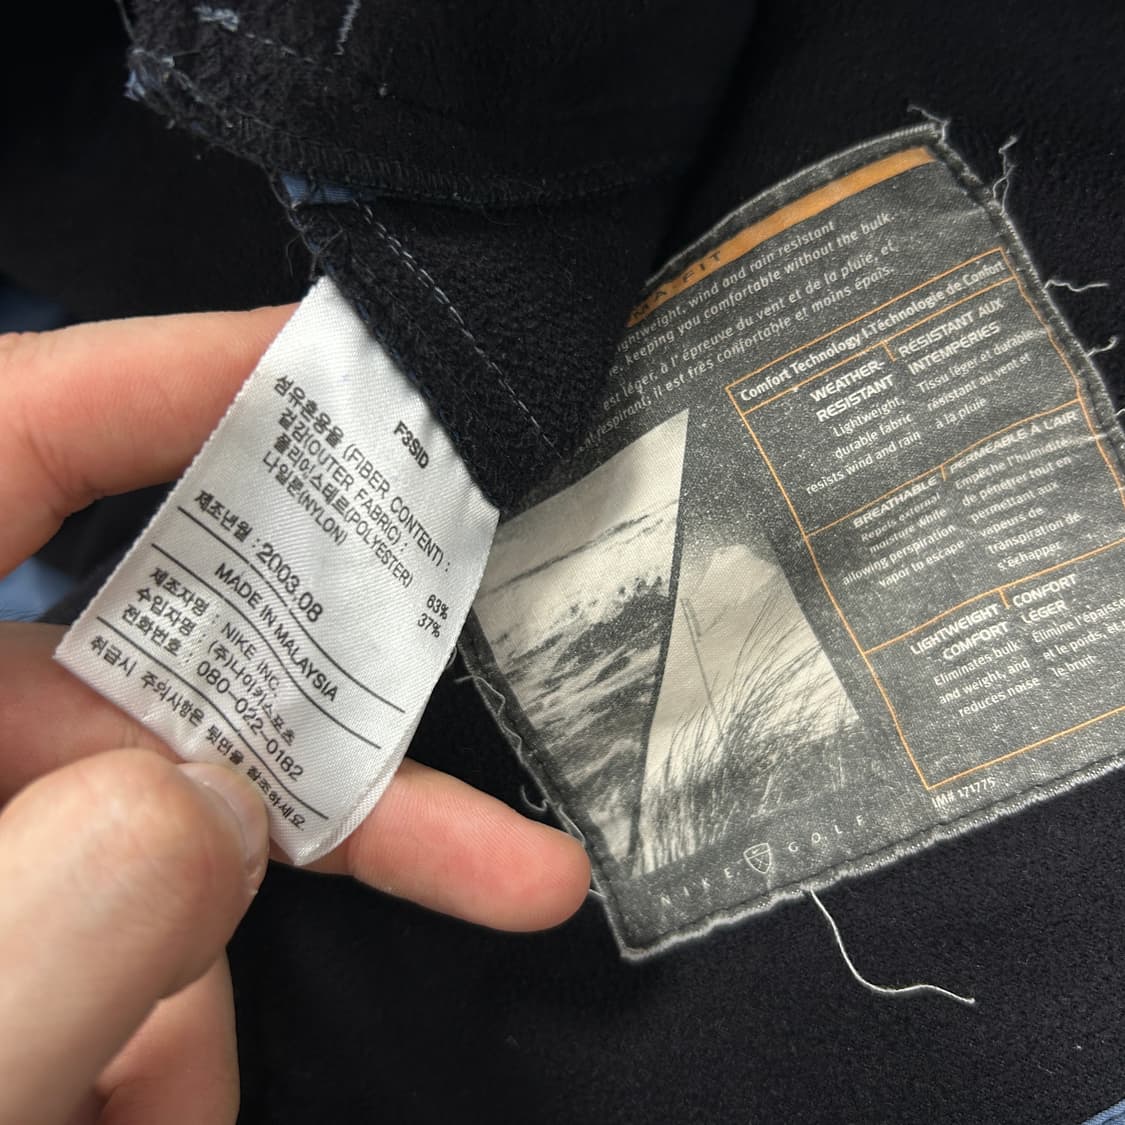 F3SID
섬유혼용율 (FIBER CONTENT) :
겉감(OUTER FABRIC) :
폴리에스테르(POLYESTER) 63%
나일론(NYLON) 37%
제조년월 : 2003.08
MADE IN MALAYSIA
제조자명 : NIKE INC.
수입자명 : (주)나이키스포츠
전화번호 : 080-022-0182
취급시 주의사항은 뒷면을 참조하세요.
MA-FIT
wind and rain resistant
keeping you comfortable without the bulk.
est léger, à l'épreuve du vent et de la pluie, et
respirant; il est très confortable et moins épais.
Comfort Technology Technologie de Confort
WEATHER-
RESISTANT
Lightweight,
durable fabric
resists wind and rain
RÉSISTANT AUX
INTEMPÉRIES
Tissu léger et durable
résistant au vent et
à la pluie
BREATHABLE
Repels external
moisture while
allowing perspiration
vapor to escape
PERMEABLE À L'AIR
Empêche l'humidité
de pénétrer tout en
permettant aux
vapeurs de
transpiration de
s'échapper
LIGHTWEIGHT
COMFORT
Eliminates bulk
and weight, and
reduces noise
CONFORT
LÉGER
Élimine l'épaisse
et le poids, et
le bruit
IM# 171775
NIKE GOLF